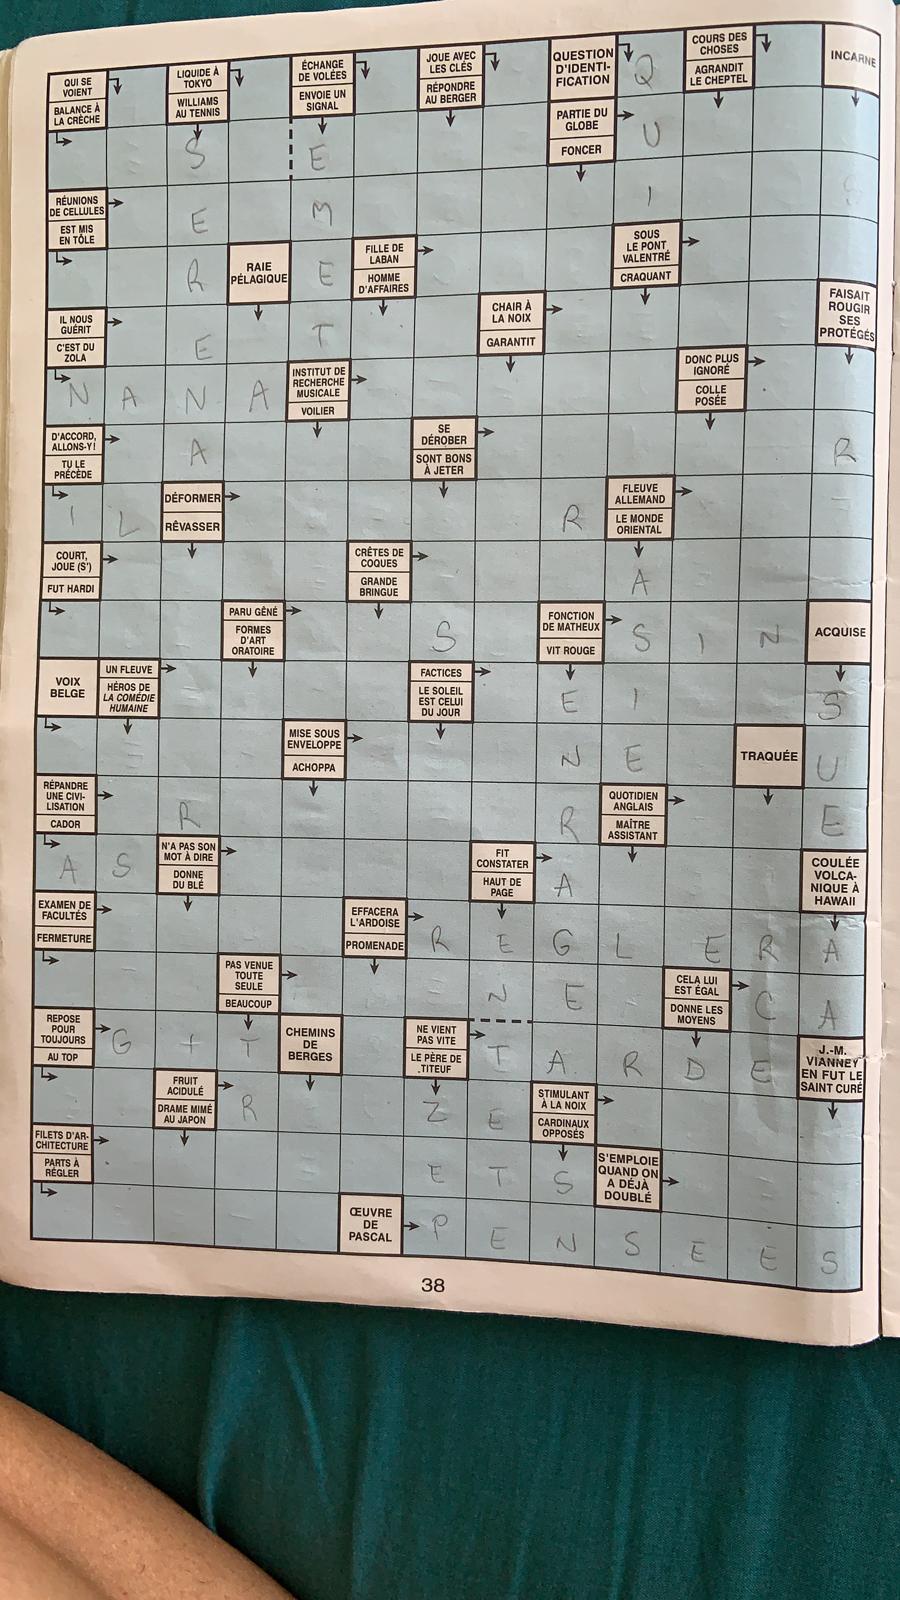 QUI SE
VOIENT
BALANCE À
LA CRÈCHE
LIQUIDE À
TOKYO
WILLIAMS
AU TENNIS
ÉCHANGE
DE VOLÉES
ENVOIE UN
SIGNAL
JOUE AVEC
LES CLÉS
RÉPONDRE
AU BERGER
QUESTION
D'IDENTI-
FICATION
Q
COURS DES
CHOSES
AGRANDIT
LE CHEPTEL
INCARNE
S E
PARTIE DU
GLOBE
FONCER
U
RÉUNIONS
DE CELLULES
EST MIS
EN TÔLE
E M I S
R
RAIE
PÉLAGIQUE
E
FILLE DE
LABAN
HOMME
D'AFFAIRES
SOUS
LE PONT
VALENTRÉ
CRAQUANT
IL NOUS
GUÉRIT
C'EST DU
ZOLA
E T
CHAIR À
LA NOIX
GARANTIT
FAISAIT
ROUGIR
SES
PROTÉGÉS
N A N A
INSTITUT DE
RECHERCHE
MUSICALE
VOILIER
DONC PLUS
IGNORÉ
COLLE
POSÉE
D'ACCORD,
ALLONS-Y!
TU LE
PRÉCÈDE
A
SE
DÉROBER
SONT BONS
À JETER
R
I L
DÉFORMER
RÊVASSER
R
FLEUVE
ALLEMAND
LE MONDE
ORIENTAL
COURT,
JOUE (S')
FUT HARDI
CRÊTES DE
COQUES
GRANDE
BRINGUE
A
PARU GÊNÉ
FORMES
D'ART
ORATOIRE
S
FONCTION
DE MATHEUX
VIT ROUGE
S I N
ACQUISE
VOIX
BELGE
UN FLEUVE
HÉROS DE
LA COMÉDIE
HUMAINE
FACTICES
LE SOLEIL
EST CELUI
DU JOUR
E I S
MISE SOUS
ENVELOPPE
ACHOPPA
N E
TRAQUÉE
U
RÉPANDRE
UNE CIVI-
LISATION
CADOR
R R
QUOTIDIEN
ANGLAIS
MAÎTRE
ASSISTANT
E
A S
N'A PAS SON
MOT À DIRE
DONNE
DU BLÉ
FIT
CONSTATER
HAUT DE
PAGE
A
COULÉE
VOLCA-
NIQUE À
HAWAII
EXAMEN DE
FACULTÉS
FERMETURE
EFFACERA
L'ARDOISE
PROMENADE
R E G L E R A
PAS VENUE
TOUTE
SEULE
BEAUCOUP
N E
CELA LUI
EST ÉGAL
DONNE LES
MOYENS
C A
REPOSE
POUR
TOUJOURS
AU TOP
G I T
CHEMINS
DE
BERGES
NE VIENT
PAS VITE
LE PÈRE DE
TITEUF
T A R D E
J.-M.
VIANNEY
EN FUT LE
SAINT CURÉ
FRUIT
ACIDULÉ
DRAME MIMÉ
AU JAPON
R Z E
STIMULANT
À LA NOIX
CARDINAUX
OPPOSÉS
FILETS D'AR-
CHITECTURE
PARTS À
RÉGLER
E T S
S'EMPLOIE
QUAND ON
A DÉJÀ
DOUBLÉ
ŒUVRE
DE
PASCAL
P E N S E E S
38